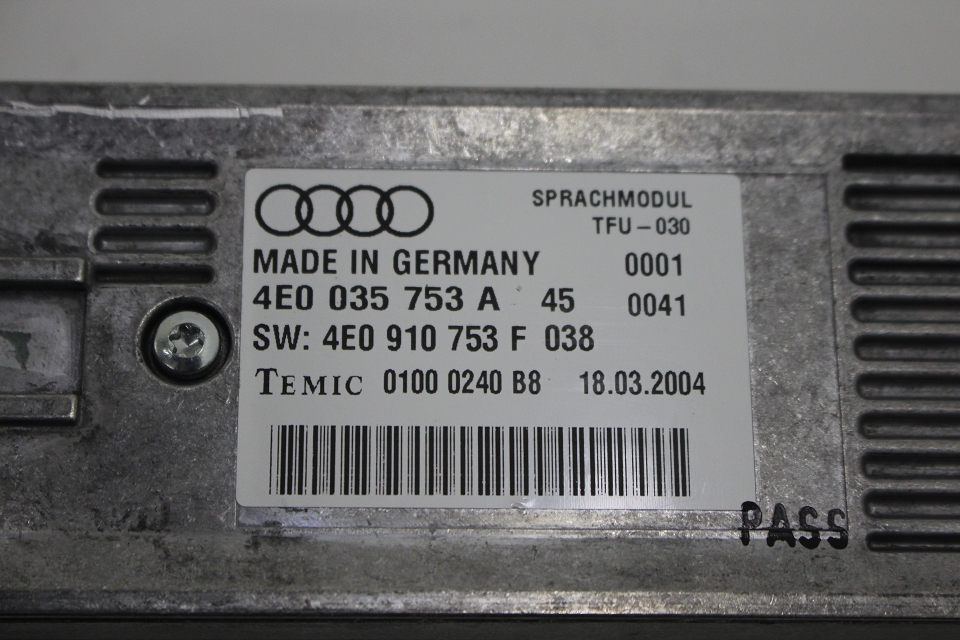 SPRACHMODUL
TFU-030
MADE IN GERMANY 0001
4E0 035 753 A 45 0041
SW: 4E0 910 753 F 038
TEMIC 0100 0240 B8 18.03.2004
PASS